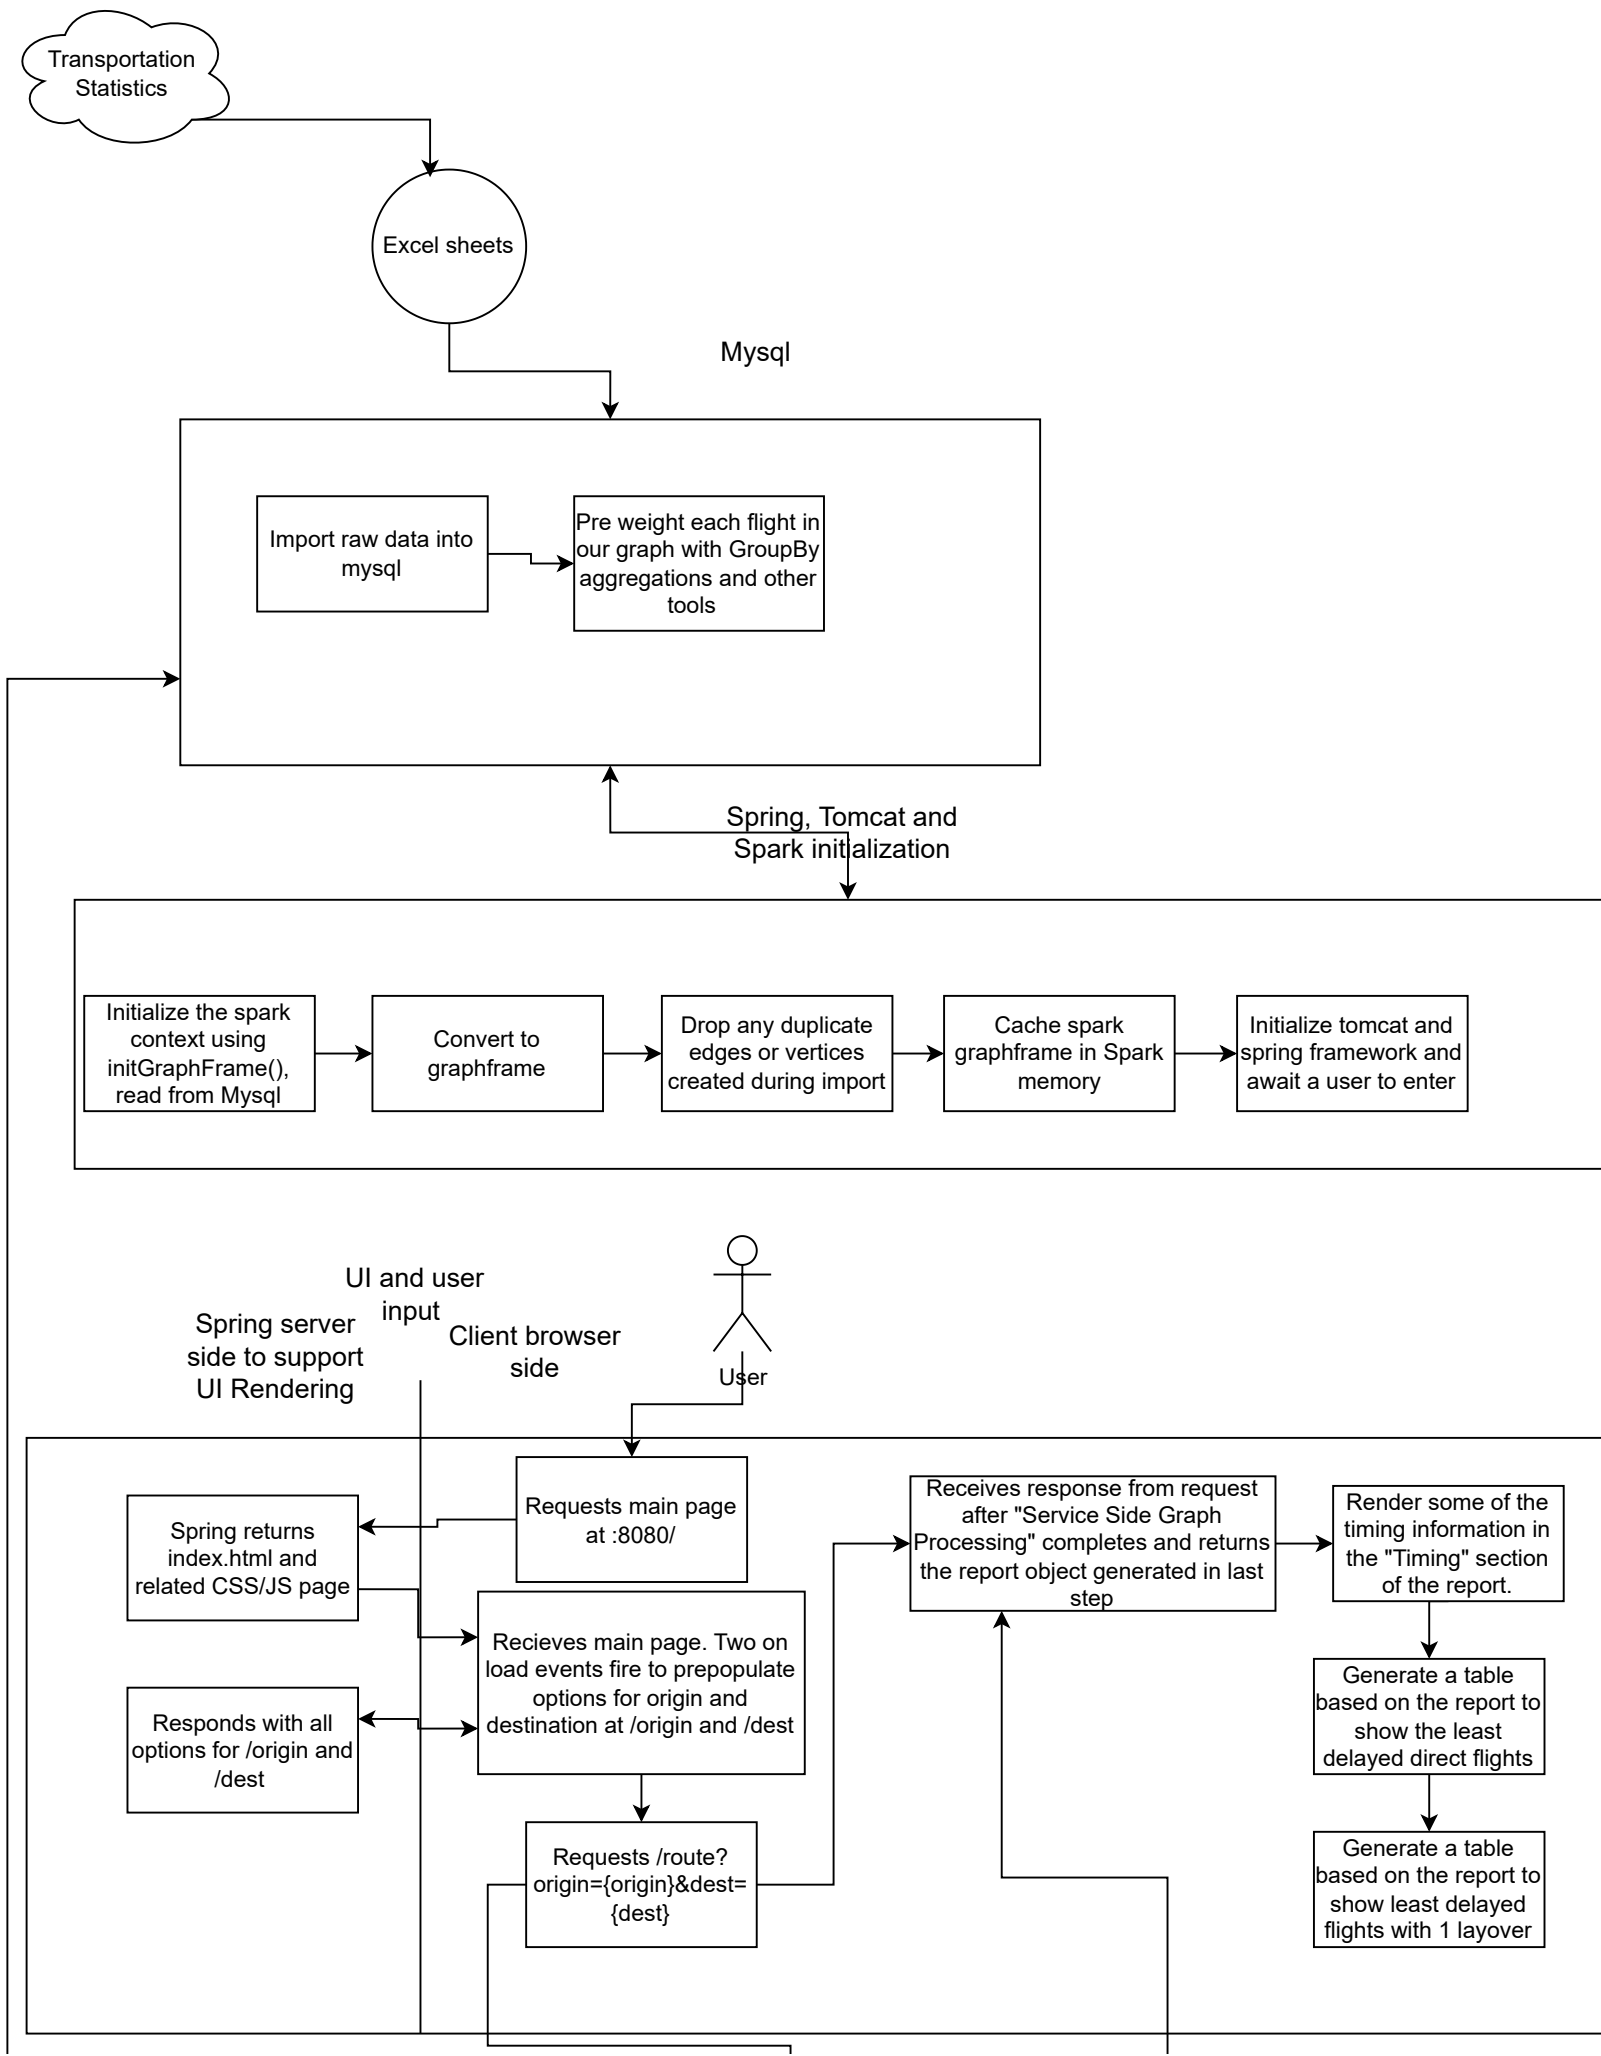 Transportation
Statistics
Excel sheets
Mysql
Import raw data into
mysql
Pre weight each flight in
our graph with GroupBy
aggregations and other
tools
Spring, Tomcat and
Spark initialization
Initialize the spark
context using
initGraphFrame(),
read from Mysql
Convert to
graphframe
Drop any duplicate
edges or vertices
created during import
Cache spark
graphframe in Spark
memory
Initialize tomcat and
spring framework and
await a user to enter
UI and user
input
Spring server
side to support
UI Rendering
Client browser
side
User
Requests main page
at :8080/
Spring returns
index.html and
related CSS/JS page
Recieves main page. Two on
load events fire to prepopulate
options for origin and
destination at /origin and /dest
Responds with all
options for /origin and
/dest
Requests /route?
origin={origin}&dest=
{dest}
Receives response from request
after "Service Side Graph
Processing" completes and returns
the report object generated in last
step
Render some of the
timing information in
the "Timing" section
of the report.
Generate a table
based on the report to
show the least
delayed direct flights
Generate a table
based on the report to
show least delayed
flights with 1 layover